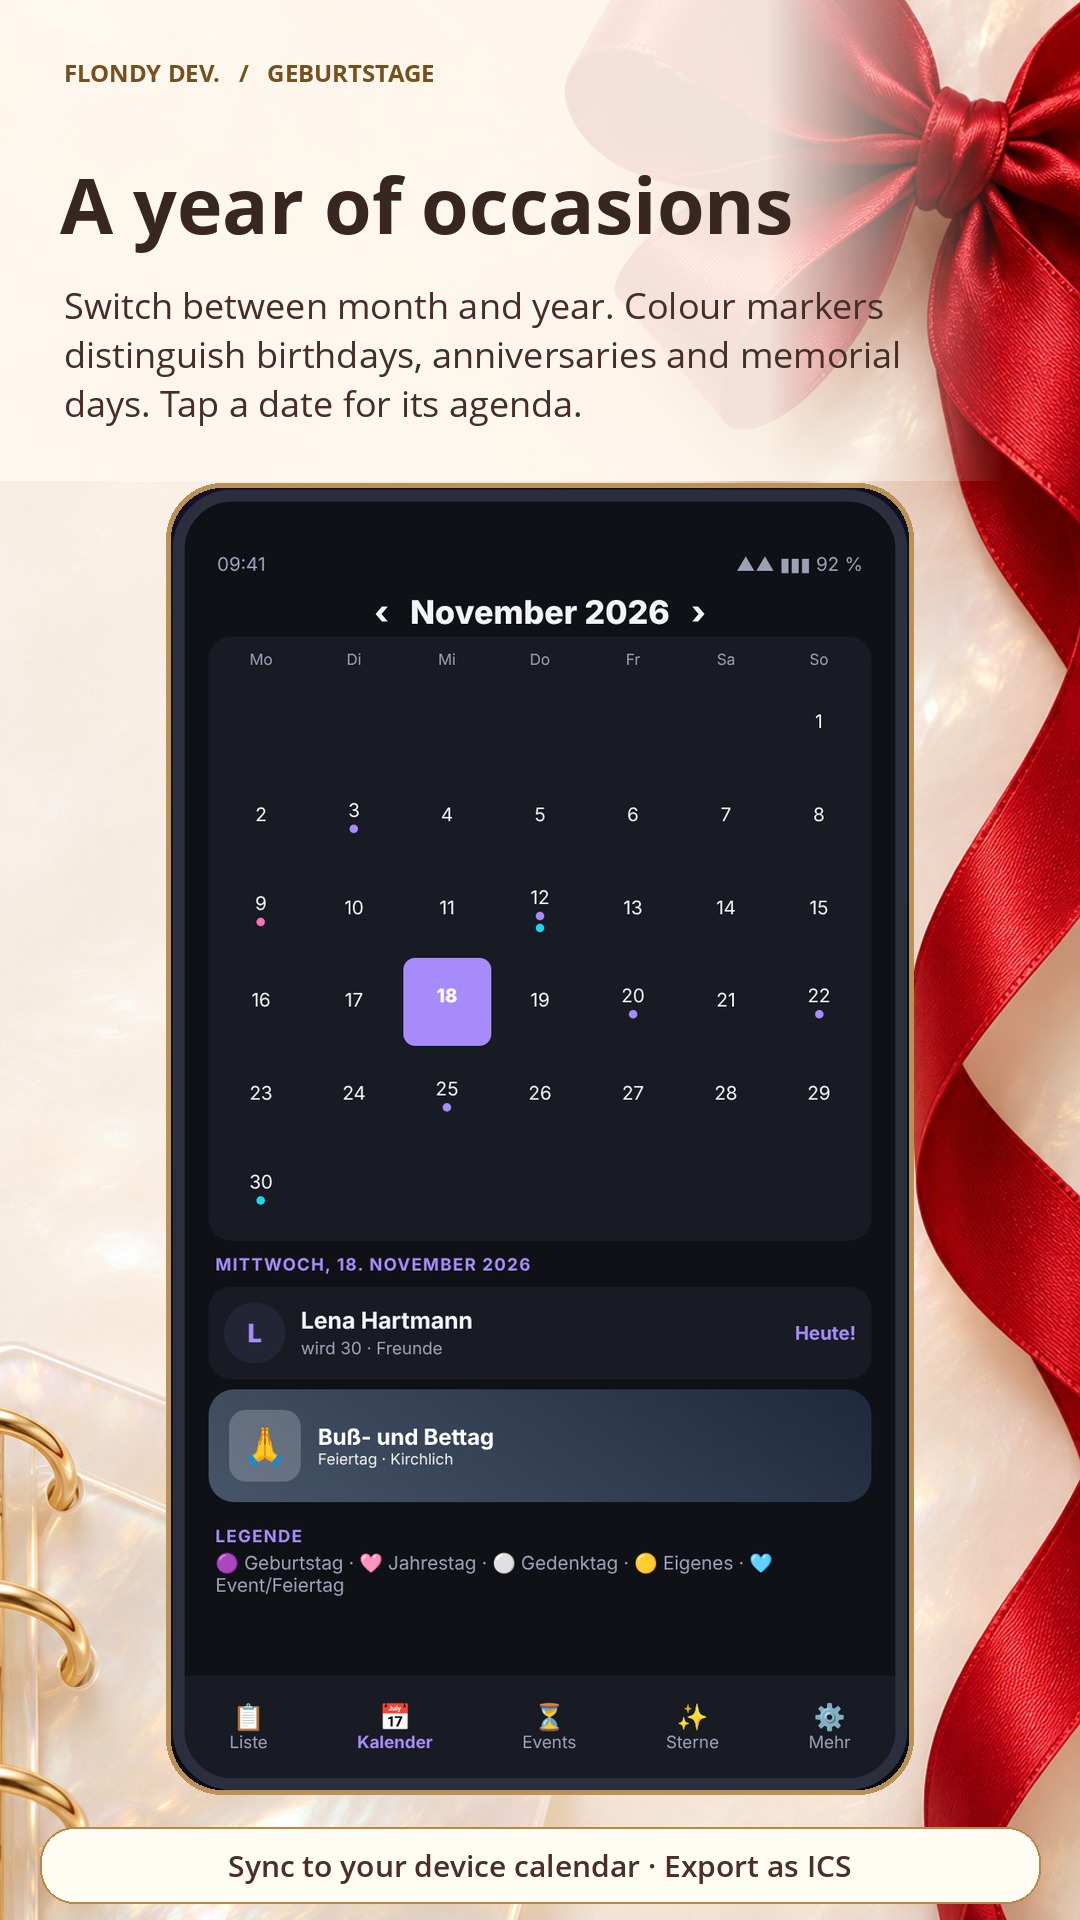 FLONDY DEV. / GEBURTSTAGE
A year of occasions
Switch between month and year. Colour markers
distinguish birthdays, anniversaries and memorial
days. Tap a date for its agenda.
09:41 92 %
‹ November 2026 ›
Mo Di Mi Do Fr Sa So
1
2 3 4 5 6 7 8
9 10 11 12 13 14 15
16 17 18 19 20 21 22
23 24 25 26 27 28 29
30
MITTWOCH, 18. NOVEMBER 2026
L
Lena Hartmann
wird 30 · Freunde
Heute!
Buß- und Bettag
Feiertag · Kirchlich
LEGENDE
🟣 Geburtstag · 🩷 Jahrestag · ⚪ Gedenktag · 🟡 Eigenes · 🩵
Event/Feiertag
July
17
Liste Kalender Events Sterne Mehr
Sync to your device calendar · Export as ICS